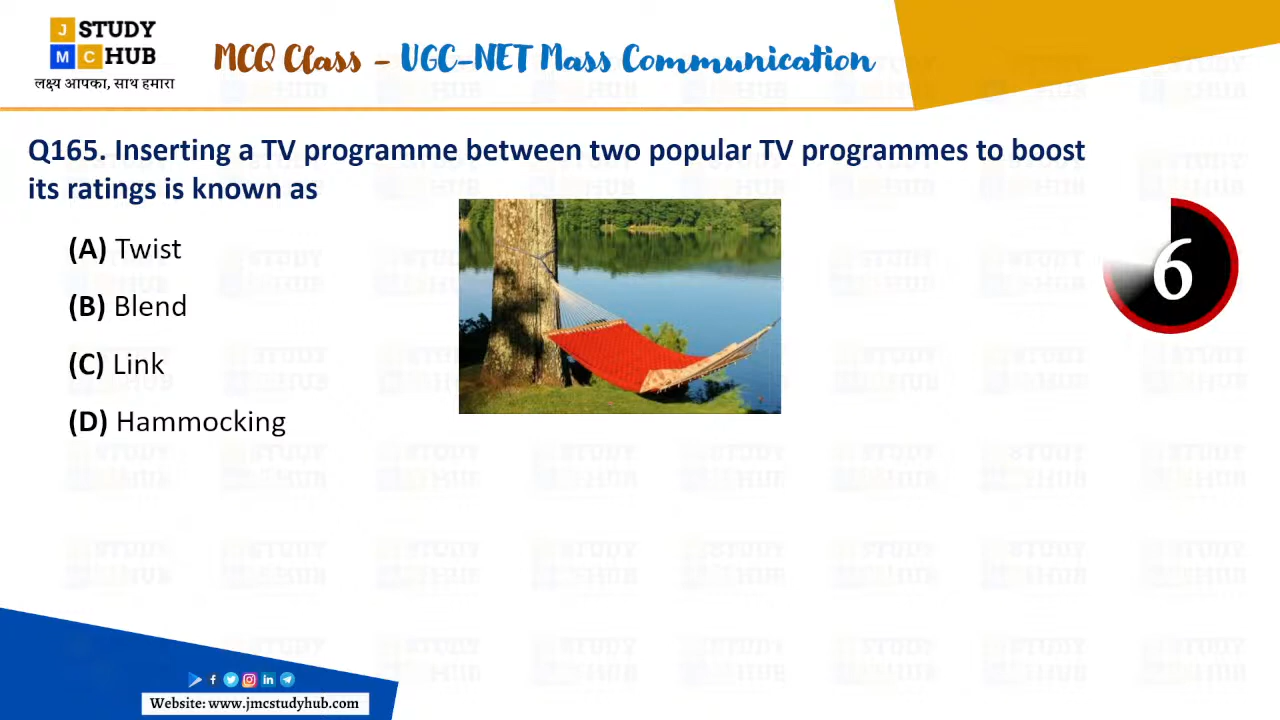 J STUDY
MC HUB
लक्ष्य आपका, साथ हमारा
MCQ Class - UGC-NET Mass Communication
Q165. Inserting a TV programme between two popular TV programmes to boost
its ratings is known as
(A) Twist
(B) Blend
(C) Link
(D) Hammocking
6
Website: www.jmcstudyhub.com